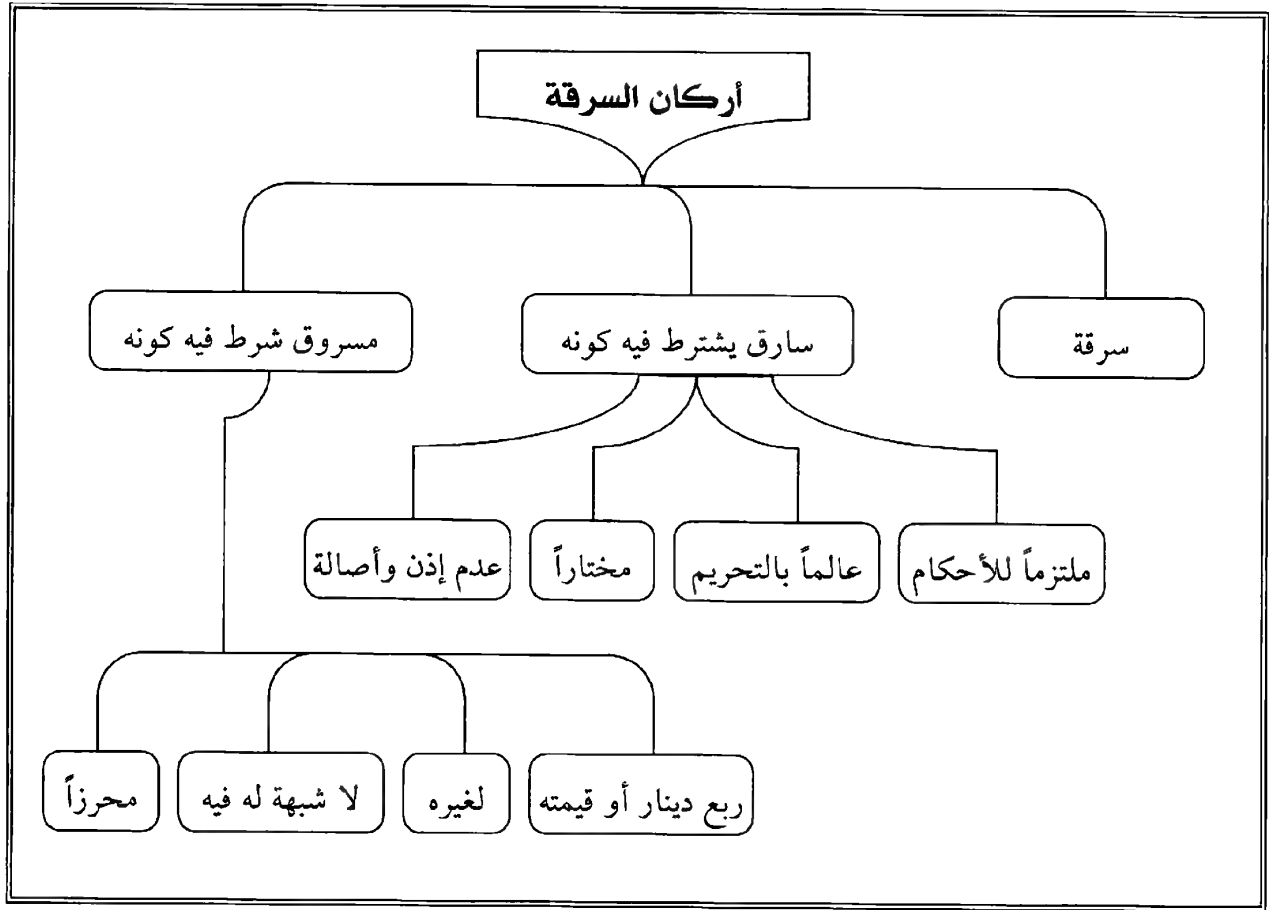 أركان السرقة
سرقة
سارق يشترط فيه كونه
مسروق شرط فيه كونه
ملتزماً للأحكام
عالماً بالتحريم
مختاراً
عدم إذن وأصالة
ربع دينار أو قيمته
لغيره
لا شبهة له فيه
محرزاً